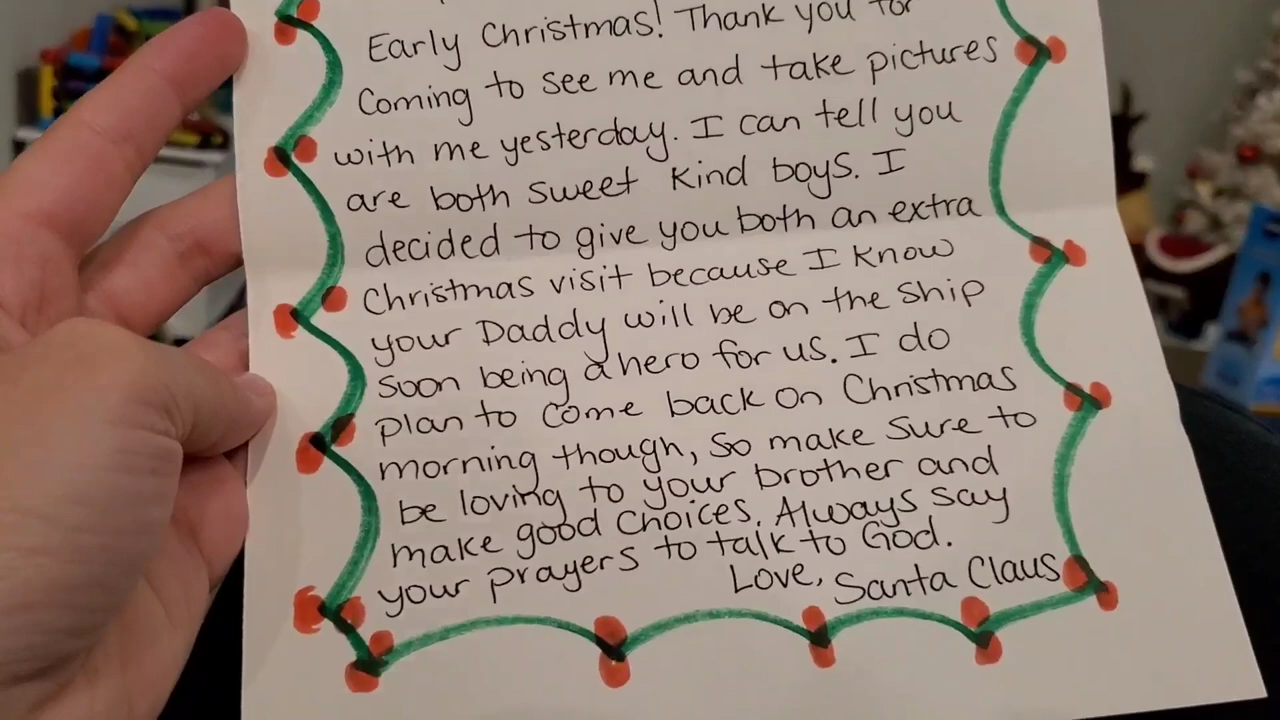 Early Christmas! Thank you for
Coming to see me and take pictures
with me yesterday. I can tell you
are both sweet kind boys. I
decided to give you both an extra
Christmas visit because I know
your Daddy will be on the ship
soon being a hero for us. I do
plan to come back on Christmas
morning though, so make sure to
be loving to your brother and
make good choices. Always say
your prayers to talk to God.
Love, Santa Claus